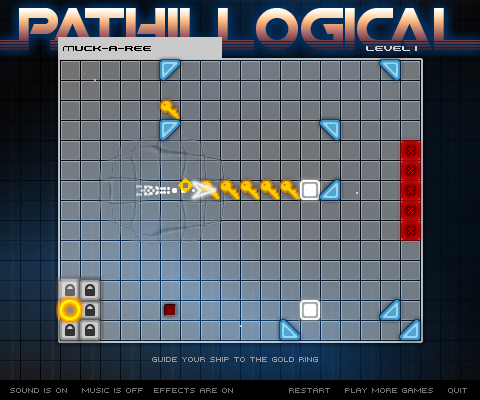 PATHILLOGICAL
MUCK-A-REE LEVEL 1
GUIDE YOUR SHIP TO THE GOLD RING
SOUND IS ON MUSIC IS OFF EFFECTS ARE ON RESTART PLAY MORE GAMES QUIT